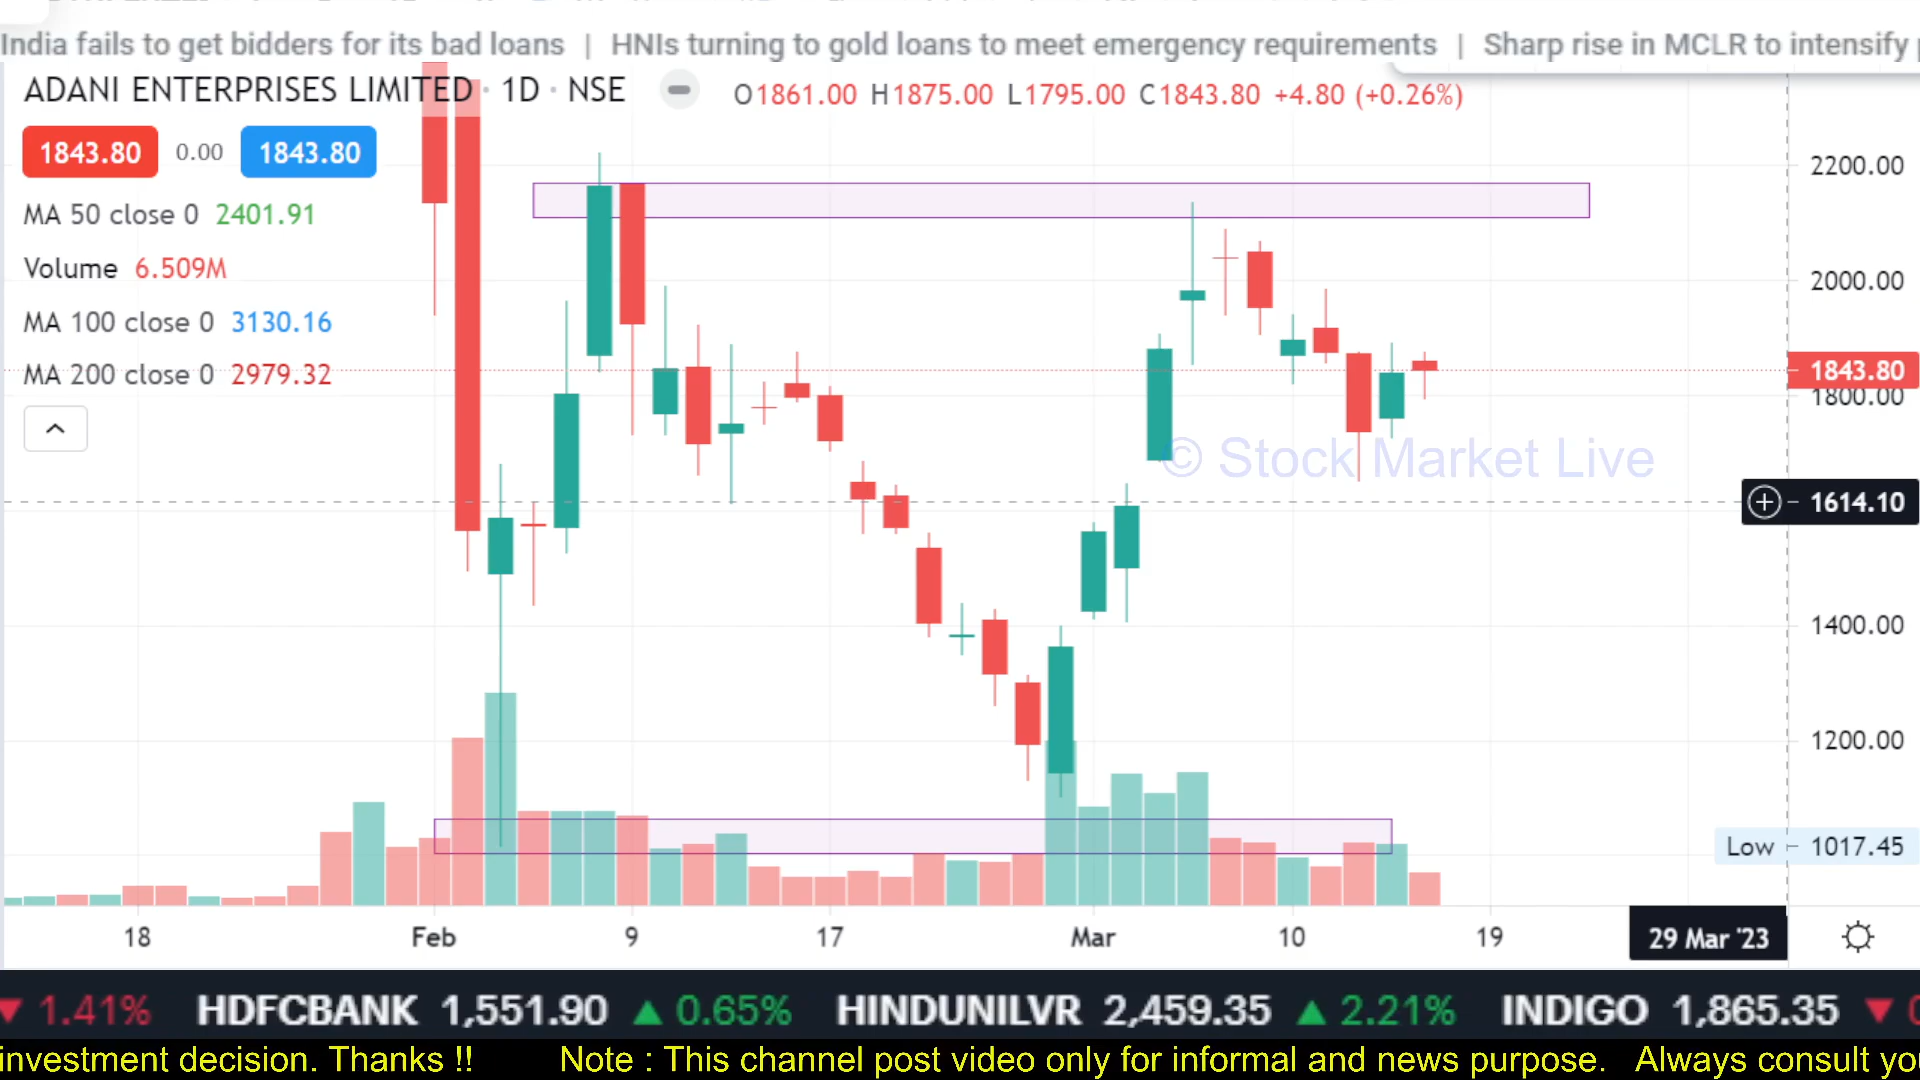 India fails to get bidders for its bad loans | HNIs turning to gold loans to meet emergency requirements | Sharp rise in MCLR to intensify
ADANI ENTERPRISES LIMITED · 1D · NSE O1861.00 H1875.00 L1795.00 C1843.80 +4.80 (+0.26%)
1843.80 0.00 1843.80
MA 50 close 0 2401.91
Volume 6.509M
MA 100 close 0 3130.16
MA 200 close 0 2979.32
2200.00
2000.00
1843.80
1800.00
© Stock Market Live
1614.10
1400.00
1200.00
Low 1017.45
18 Feb 9 17 Mar 10 19 29 Mar '23
▼ 1.41% HDFCBANK 1,551.90 ▲ 0.65% HINDUNILVR 2,459.35 ▲ 2.21% INDIGO 1,865.35 ▼
investment decision. Thanks !! Note : This channel post video only for informal and news purpose. Always consult